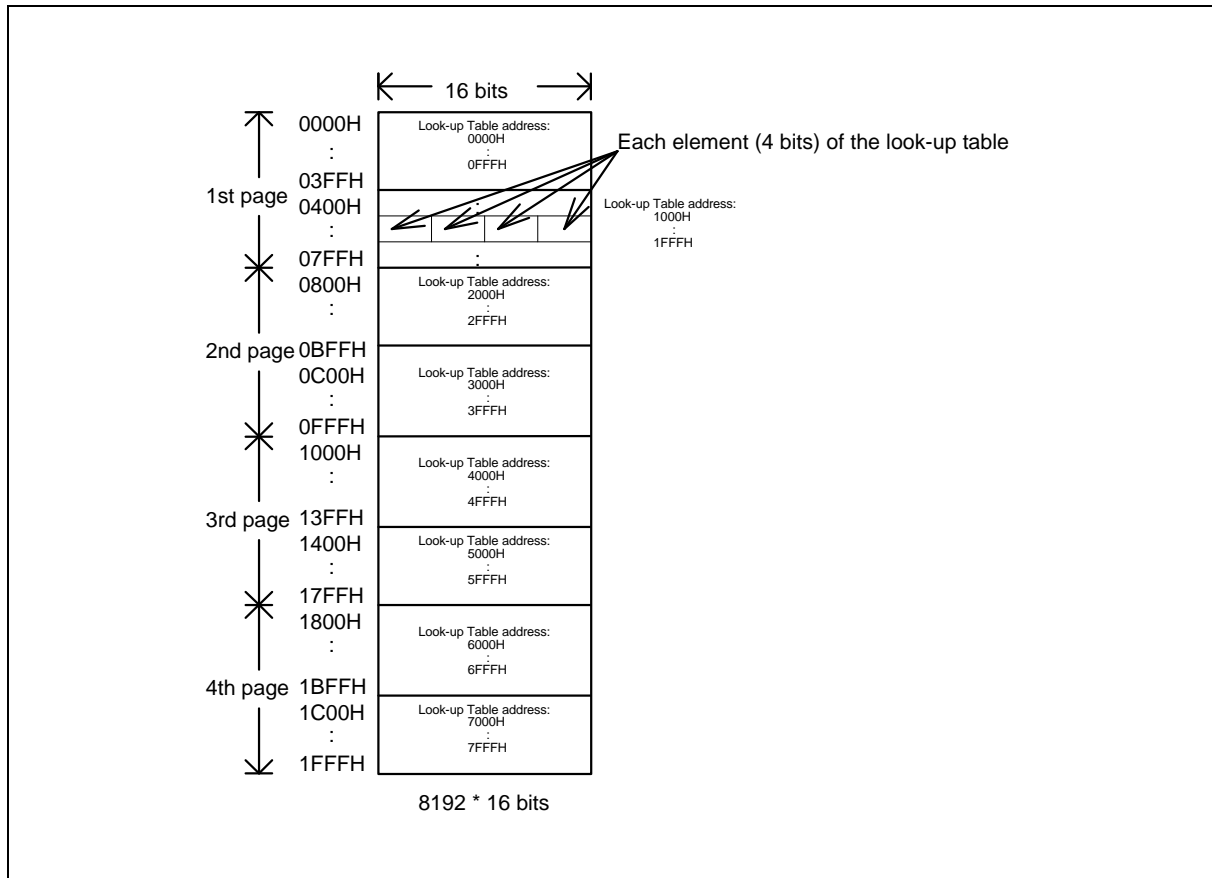 16 bits
0000H
:
03FFH
0400H
:
07FFH
0800H
:
0BFFH
0C00H
:
0FFFH
1000H
:
13FFH
1400H
:
17FFH
1800H
:
1BFFH
1C00H
:
1FFFH
1st page
2nd page
3rd page
4th page
Look-up Table address:
0000H
:
0FFFH
:
:
Look-up Table address:
2000H
:
2FFFH
Look-up Table address:
3000H
:
3FFFH
Look-up Table address:
4000H
:
4FFFH
Look-up Table address:
5000H
:
5FFFH
Look-up Table address:
6000H
:
6FFFH
Look-up Table address:
7000H
:
7FFFH
Each element (4 bits) of the look-up table
Look-up Table address:
1000H
:
1FFFH
8192 * 16 bits